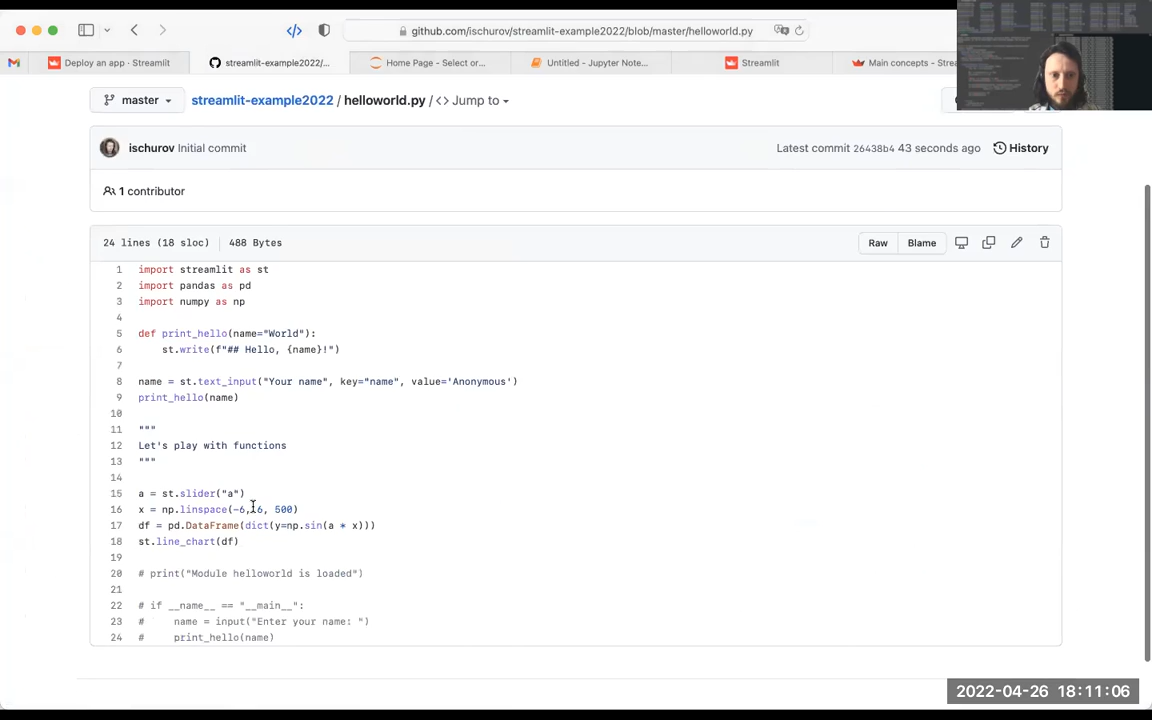 github.com/ischurov/streamlit-example2022/blob/master/helloworld.py
Deploy an app · Streamlit
streamlit-example2022/...
Home Page - Select or...
Untitled - Jupyter Note...
Streamlit
Main concepts — Stre
master
streamlit-example2022 / helloworld.py / <> Jump to
ischurov Initial commit
Latest commit 26438b4 43 seconds ago
History
1 contributor
24 lines (18 sloc)
488 Bytes
Raw
Blame
1 import streamlit as st
2 import pandas as pd
3 import numpy as np
4
5 def print_hello(name="World"):
6 st.write(f"## Hello, {name}!")
7
8 name = st.text_input("Your name", key="name", value='Anonymous')
9 print_hello(name)
10
11 """
12 Let's play with functions
13 """
14
15 a = st.slider("a")
16 x = np.linspace(-6, 6, 500)
17 df = pd.DataFrame(dict(y=np.sin(a * x)))
18 st.line_chart(df)
19
20 # print("Module helloworld is loaded")
21
22 # if __name__ == "__main__":
23 # name = input("Enter your name: ")
24 # print_hello(name)
2022-04-26 18:11:06